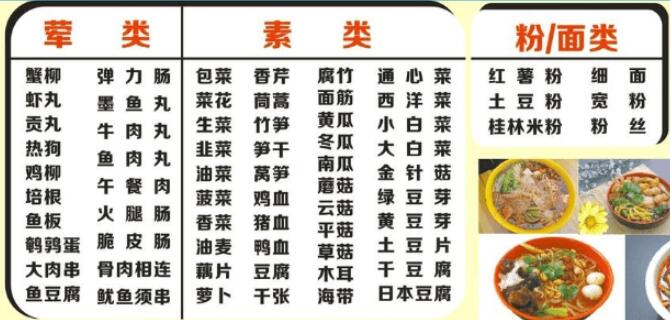 荤 类
蟹柳
虾丸
贡丸
热狗
鸡柳
培根
鱼板
鹌鹑蛋
大肉串
鱼豆腐
弹力肠
墨鱼丸
牛肉丸
鱼肉丸
午餐肉
火腿肠
脆皮肠
骨肉相连
鱿鱼须串
素 类
包菜
菜花
生菜
韭菜
油菜
菠菜
香菜
油麦
藕片
萝卜
香芹
茼蒿
竹笋
笋干
莴笋
鸡血
猪血
鸭血
豆腐
千张
腐竹
面筋
黄瓜
冬瓜
南瓜
蘑菇
云菇
平菇
草菇
木耳
海带
通心菜
西洋菜
小白菜
大白菜
金针菇
绿豆芽
黄豆芽
土豆片
干豆腐
日本豆腐
粉/面类
红薯粉
土豆粉
桂林米粉
细面
宽粉
粉丝